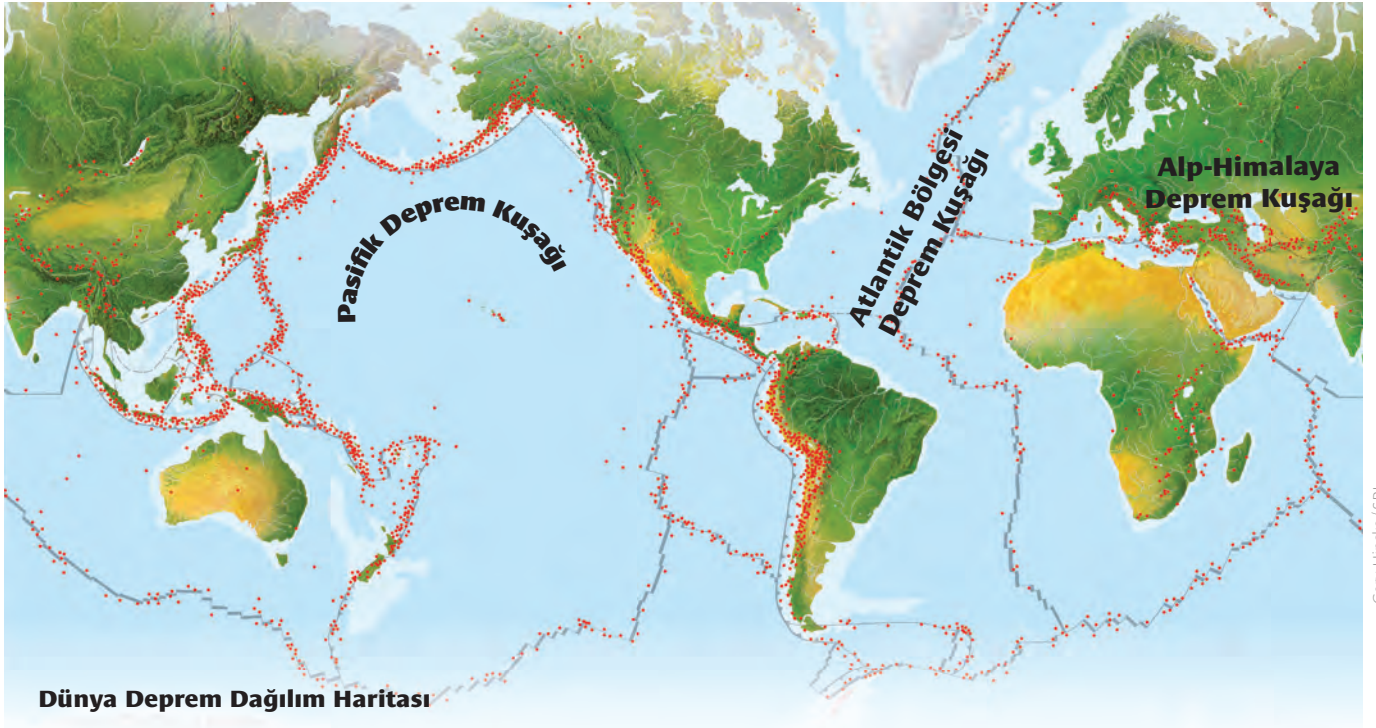 Pasifik Deprem Kuşağı
Atlantik Bölgesi
Deprem Kuşağı
Alp-Himalaya
Deprem Kuşağı
Dünya Deprem Dağılım Haritası